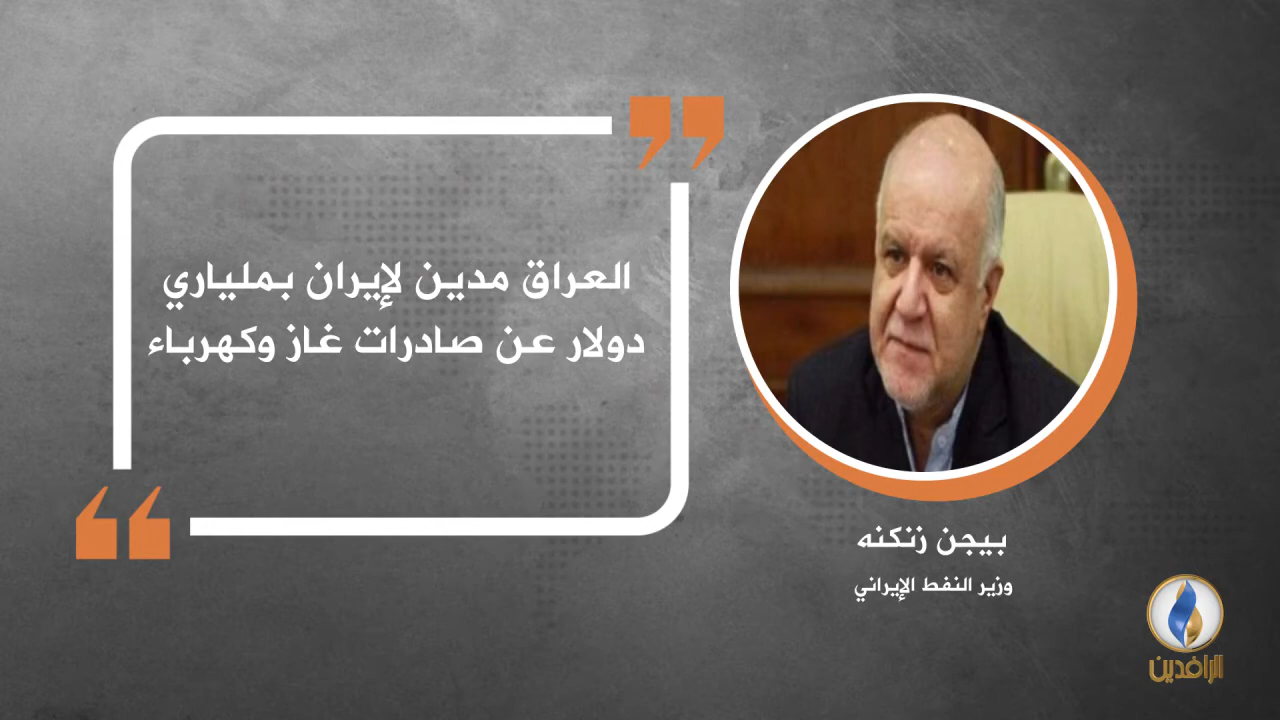 العراق مدين لإيران بملياري
دولار عن صادرات غاز وكهرباء
بيجن زنكنه
وزير النفط الإيراني
الرافدين